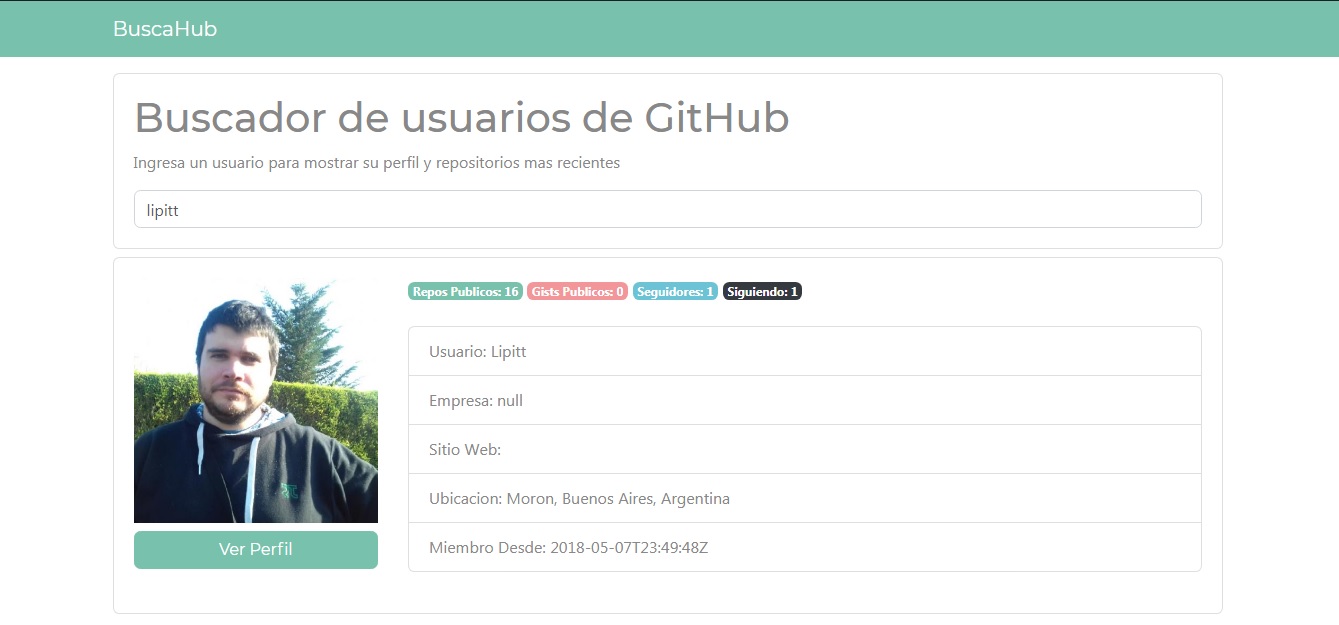 BuscaHub
Buscador de usuarios de GitHub
Ingresa un usuario para mostrar su perfil y repositorios mas recientes
lipitt
Repos Publicos: 16 Gists Publicos: 0 Seguidores: 1 Siguiendo: 1
Usuario: Lipitt
Empresa: null
Sitio Web:
Ubicacion: Moron, Buenos Aires, Argentina
Miembro Desde: 2018-05-07T23:49:48Z
Ver Perfil